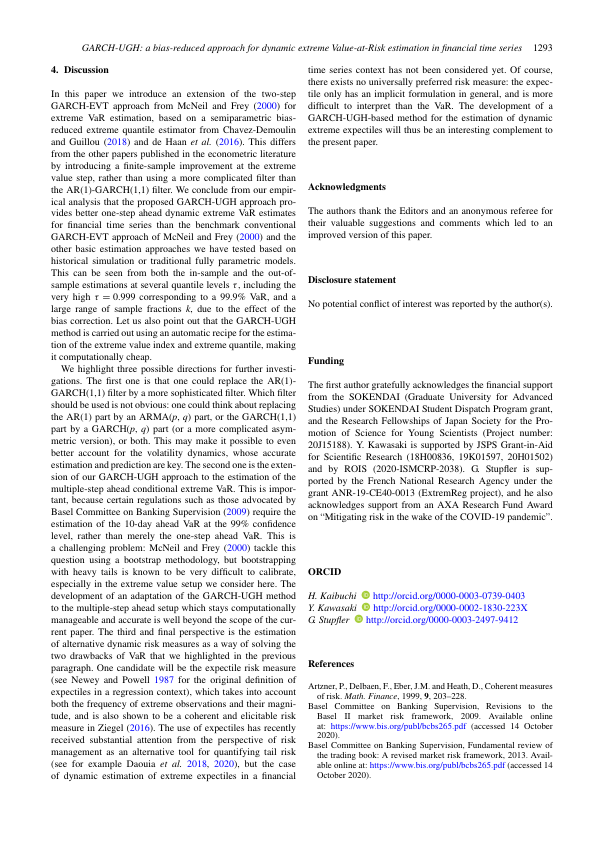 GARCH-UGH: a bias-reduced approach for dynamic extreme Value-at-Risk estimation in financial time series 1293
4. Discussion
In this paper we introduce an extension of the two-step
GARCH-EVT approach from McNeil and Frey (2000) for
extreme VaR estimation, based on a semiparametric bias-
reduced extreme quantile estimator from Chavez-Demoulin
and Guillou (2018) and de Haan et al. (2016). This differs
from the other papers published in the econometric literature
by introducing a finite-sample improvement at the extreme
value step, rather than using a more complicated filter than
the AR(1)-GARCH(1,1) filter. We conclude from our empir-
ical analysis that the proposed GARCH-UGH approach pro-
vides better one-step ahead dynamic extreme VaR estimates
for financial time series than the benchmark conventional
GARCH-EVT approach of McNeil and Frey (2000) and the
other basic estimation approaches we have tested based on
historical simulation or traditional fully parametric models.
This can be seen from both the in-sample and the out-of-
sample estimations at several quantile levels τ, including the
very high τ = 0.999 corresponding to a 99.9% VaR, and a
large range of sample fractions k, due to the effect of the
bias correction. Let us also point out that the GARCH-UGH
method is carried out using an automatic recipe for the estima-
tion of the extreme value index and extreme quantile, making
it computationally cheap.
We highlight three possible directions for further investi-
gations. The first one is that one could replace the AR(1)-
GARCH(1,1) filter by a more sophisticated filter. Which filter
should be used is not obvious: one could think about replacing
the AR(1) part by an ARMA(p, q) part, or the GARCH(1,1)
part by a GARCH(p, q) part (or a more complicated asym-
metric version), or both. This may make it possible to even
better account for the volatility dynamics, whose accurate
estimation and prediction are key. The second one is the exten-
sion of our GARCH-UGH approach to the estimation of the
multiple-step ahead conditional extreme VaR. This is impor-
tant, because certain regulations such as those advocated by
Basel Committee on Banking Supervision (2009) require the
estimation of the 10-day ahead VaR at the 99% confidence
level, rather than merely the one-step ahead VaR. This is
a challenging problem: McNeil and Frey (2000) tackle this
question using a bootstrap methodology, but bootstrapping
with heavy tails is known to be very difficult to calibrate,
especially in the extreme value setup we consider here. The
development of an adaptation of the GARCH-UGH method
to the multiple-step ahead setup which stays computationally
manageable and accurate is well beyond the scope of the cur-
rent paper. The third and final perspective is the estimation
of alternative dynamic risk measures as a way of solving the
two drawbacks of VaR that we highlighted in the previous
paragraph. One candidate will be the expectile risk measure
(see Newey and Powell 1987 for the original definition of
expectiles in a regression context), which takes into account
both the frequency of extreme observations and their magni-
tude, and is also shown to be a coherent and elicitable risk
measure in Ziegel (2016). The use of expectiles has recently
received substantial attention from the perspective of risk
management as an alternative tool for quantifying tail risk
(see for example Daouia et al. 2018, 2020), but the case
of dynamic estimation of extreme expectiles in a financial
time series context has not been considered yet. Of course,
there exists no universally preferred risk measure: the expec-
tile only has an implicit formulation in general, and is more
difficult to interpret than the VaR. The development of a
GARCH-UGH-based method for the estimation of dynamic
extreme expectiles will thus be an interesting complement to
the present paper.
Acknowledgments
The authors thank the Editors and an anonymous referee for
their valuable suggestions and comments which led to an
improved version of this paper.
Disclosure statement
No potential conflict of interest was reported by the author(s).
Funding
The first author gratefully acknowledges the financial support
from the SOKENDAI (Graduate University for Advanced
Studies) under SOKENDAI Student Dispatch Program grant,
and the Research Fellowships of Japan Society for the Pro-
motion of Science for Young Scientists (Project number:
20J15188). Y. Kawasaki is supported by JSPS Grant-in-Aid
for Scientific Research (18H00836, 19K01597, 20H01502)
and by ROIS (2020-ISMCRP-2038). G. Stupfler is sup-
ported by the French National Research Agency under the
grant ANR-19-CE40-0013 (ExtremReg project), and he also
acknowledges support from an AXA Research Fund Award
on “Mitigating risk in the wake of the COVID-19 pandemic”.
ORCID
H. Kaibuchi http://orcid.org/0000-0003-0739-0403
Y. Kawasaki http://orcid.org/0000-0002-1830-223X
G. Stupfler http://orcid.org/0000-0003-2497-9412
References
Artzner, P., Delbaen, F., Eber, J.M. and Heath, D., Coherent measures
of risk. Math. Finance, 1999, 9, 203–228.
Basel Committee on Banking Supervision, Revisions to the
Basel II market risk framework, 2009. Available online
at: https://www.bis.org/publ/bcbs265.pdf (accessed 14 October
2020).
Basel Committee on Banking Supervision, Fundamental review of
the trading book: A revised market risk framework, 2013. Avail-
able online at: https://www.bis.org/publ/bcbs265.pdf (accessed 14
October 2020).